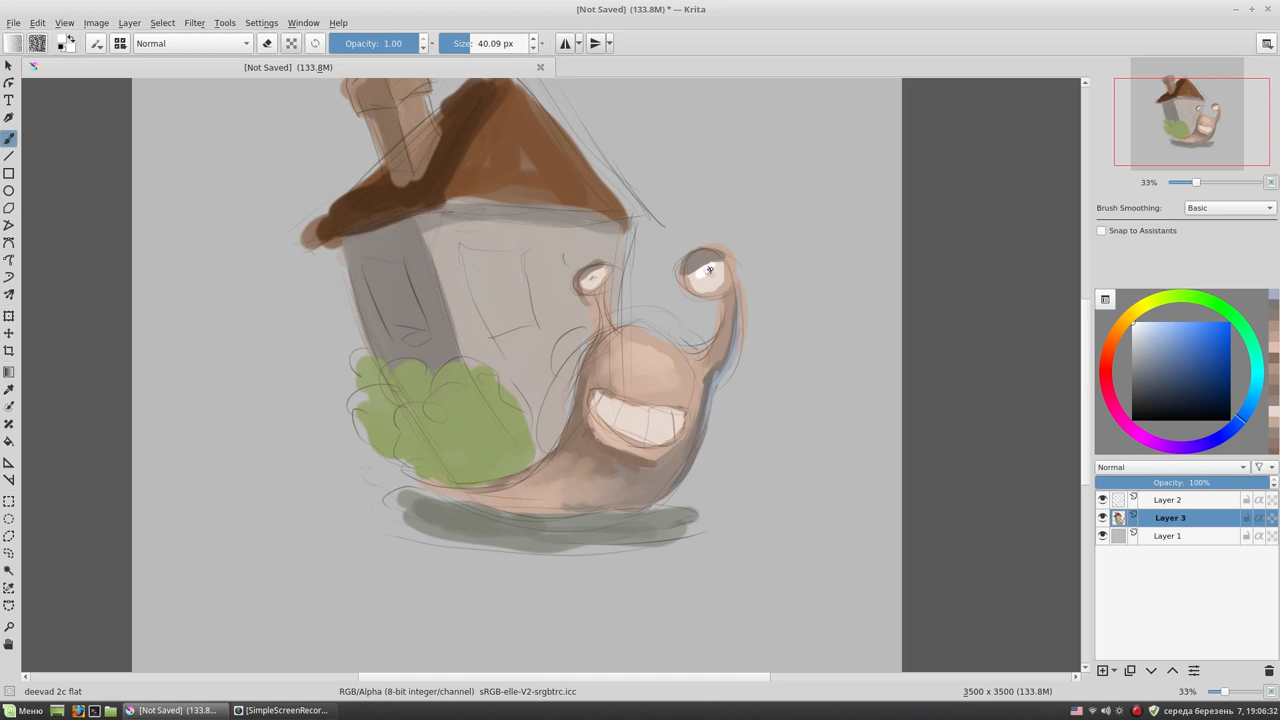 [Not Saved] (133.8M) * — Krita
File Edit View Image Layer Select Filter Tools Settings Window Help
Normal
Opacity: 1.00
Size: 40.09 px
[Not Saved] (133.8M)
33%
Brush Smoothing: Basic
Snap to Assistants
Normal
Opacity: 100%
Layer 2
Layer 3
Layer 1
deevad 2c flat
RGB/Alpha (8-bit integer/channel) sRGB-elle-V2-srgbtrc.icc
3500 x 3500 (133.8M)
33%
Меню
[Not Saved] (133.8...
[SimpleScreenRecor...
середа березень 7, 19:06:32